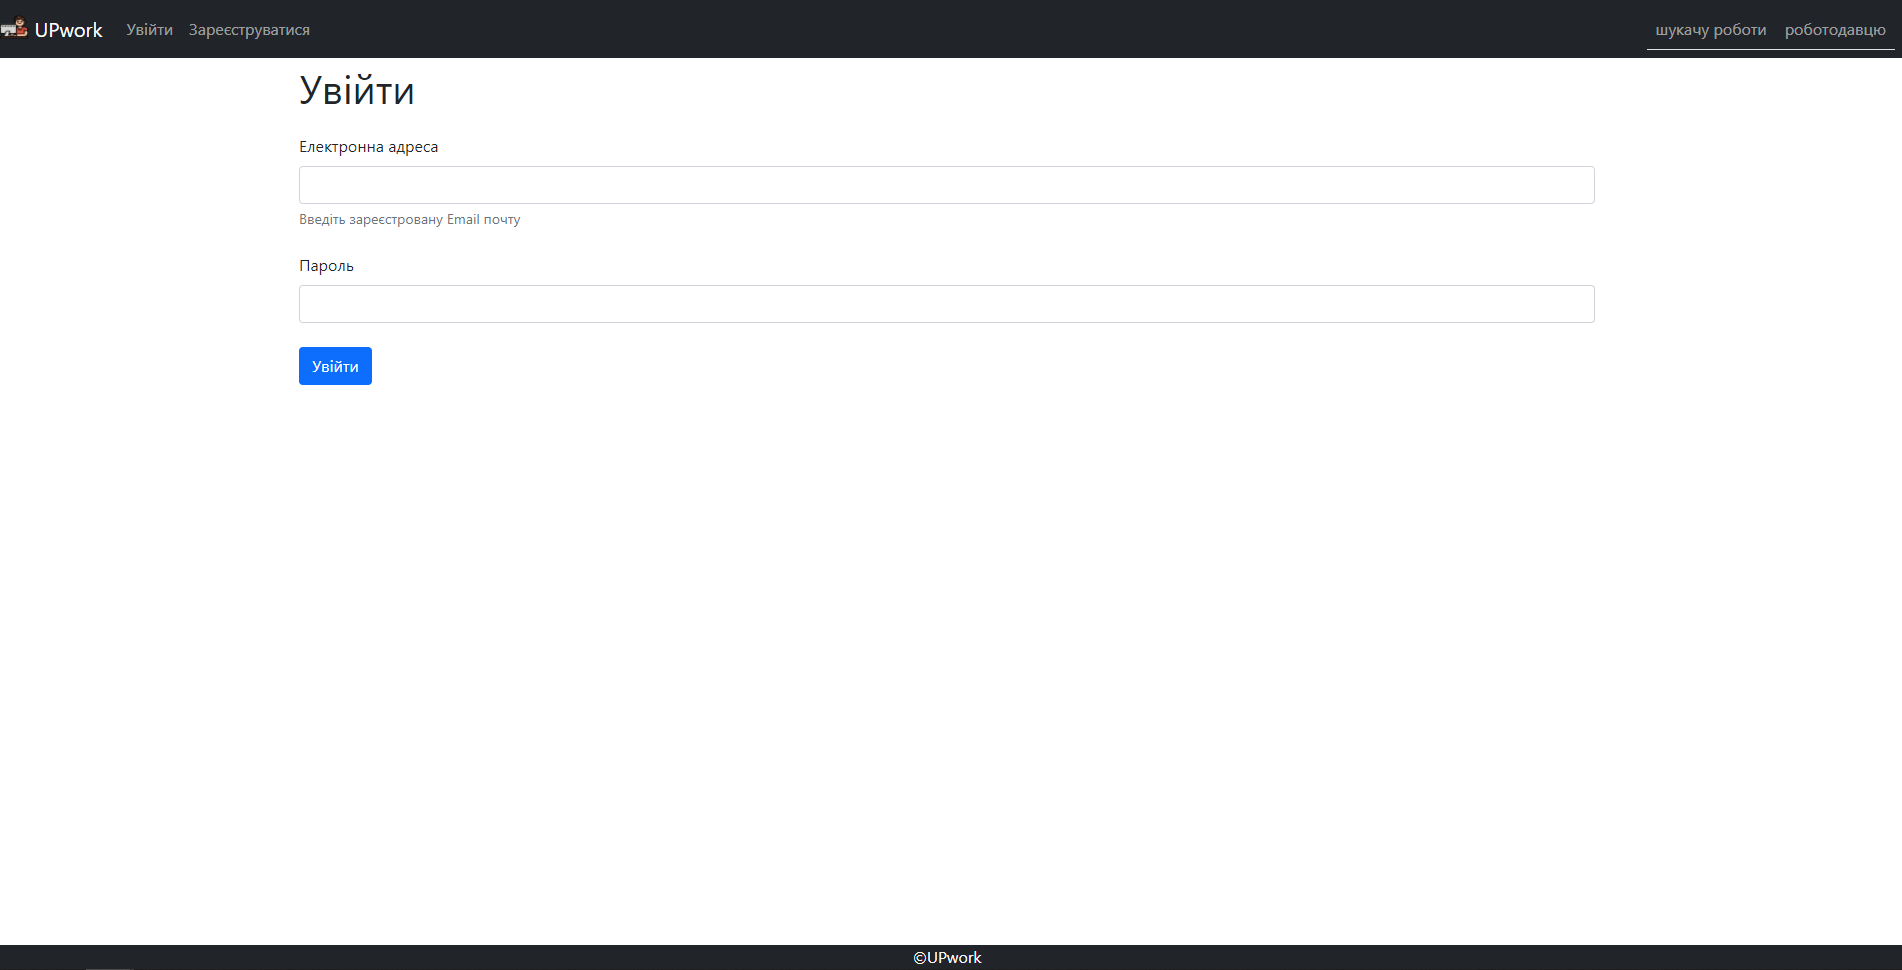 UPwork Увійти Зареєструватися шукачу роботи роботодавцю
Увійти
Електронна адреса
Введіть зареєстровану Email почту
Пароль
Увійти
©UPwork